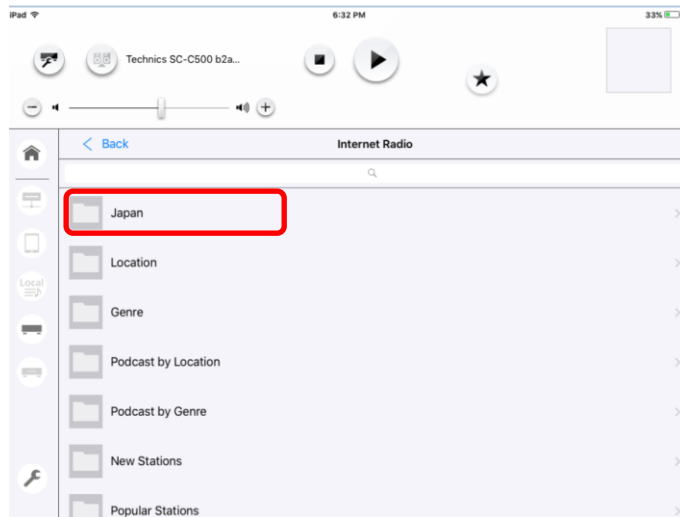 iPad 6:32 PM 33%
Technics SC-C500 b2a...
Back Internet Radio
Japan
Location
Local
Genre
Podcast by Location
Podcast by Genre
New Stations
Popular Stations